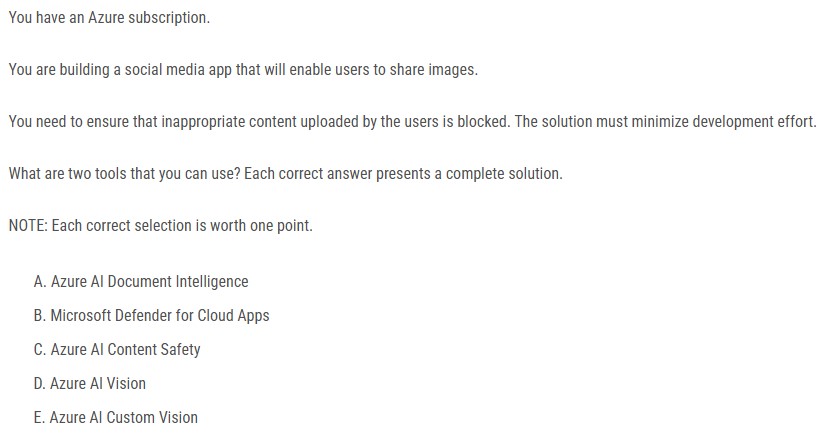 You have an Azure subscription.
You are building a social media app that will enable users to share images.
You need to ensure that inappropriate content uploaded by the users is blocked. The solution must minimize development effort.
What are two tools that you can use? Each correct answer presents a complete solution.
NOTE: Each correct selection is worth one point.
A. Azure AI Document Intelligence
B. Microsoft Defender for Cloud Apps
C. Azure AI Content Safety
D. Azure AI Vision
E. Azure AI Custom Vision